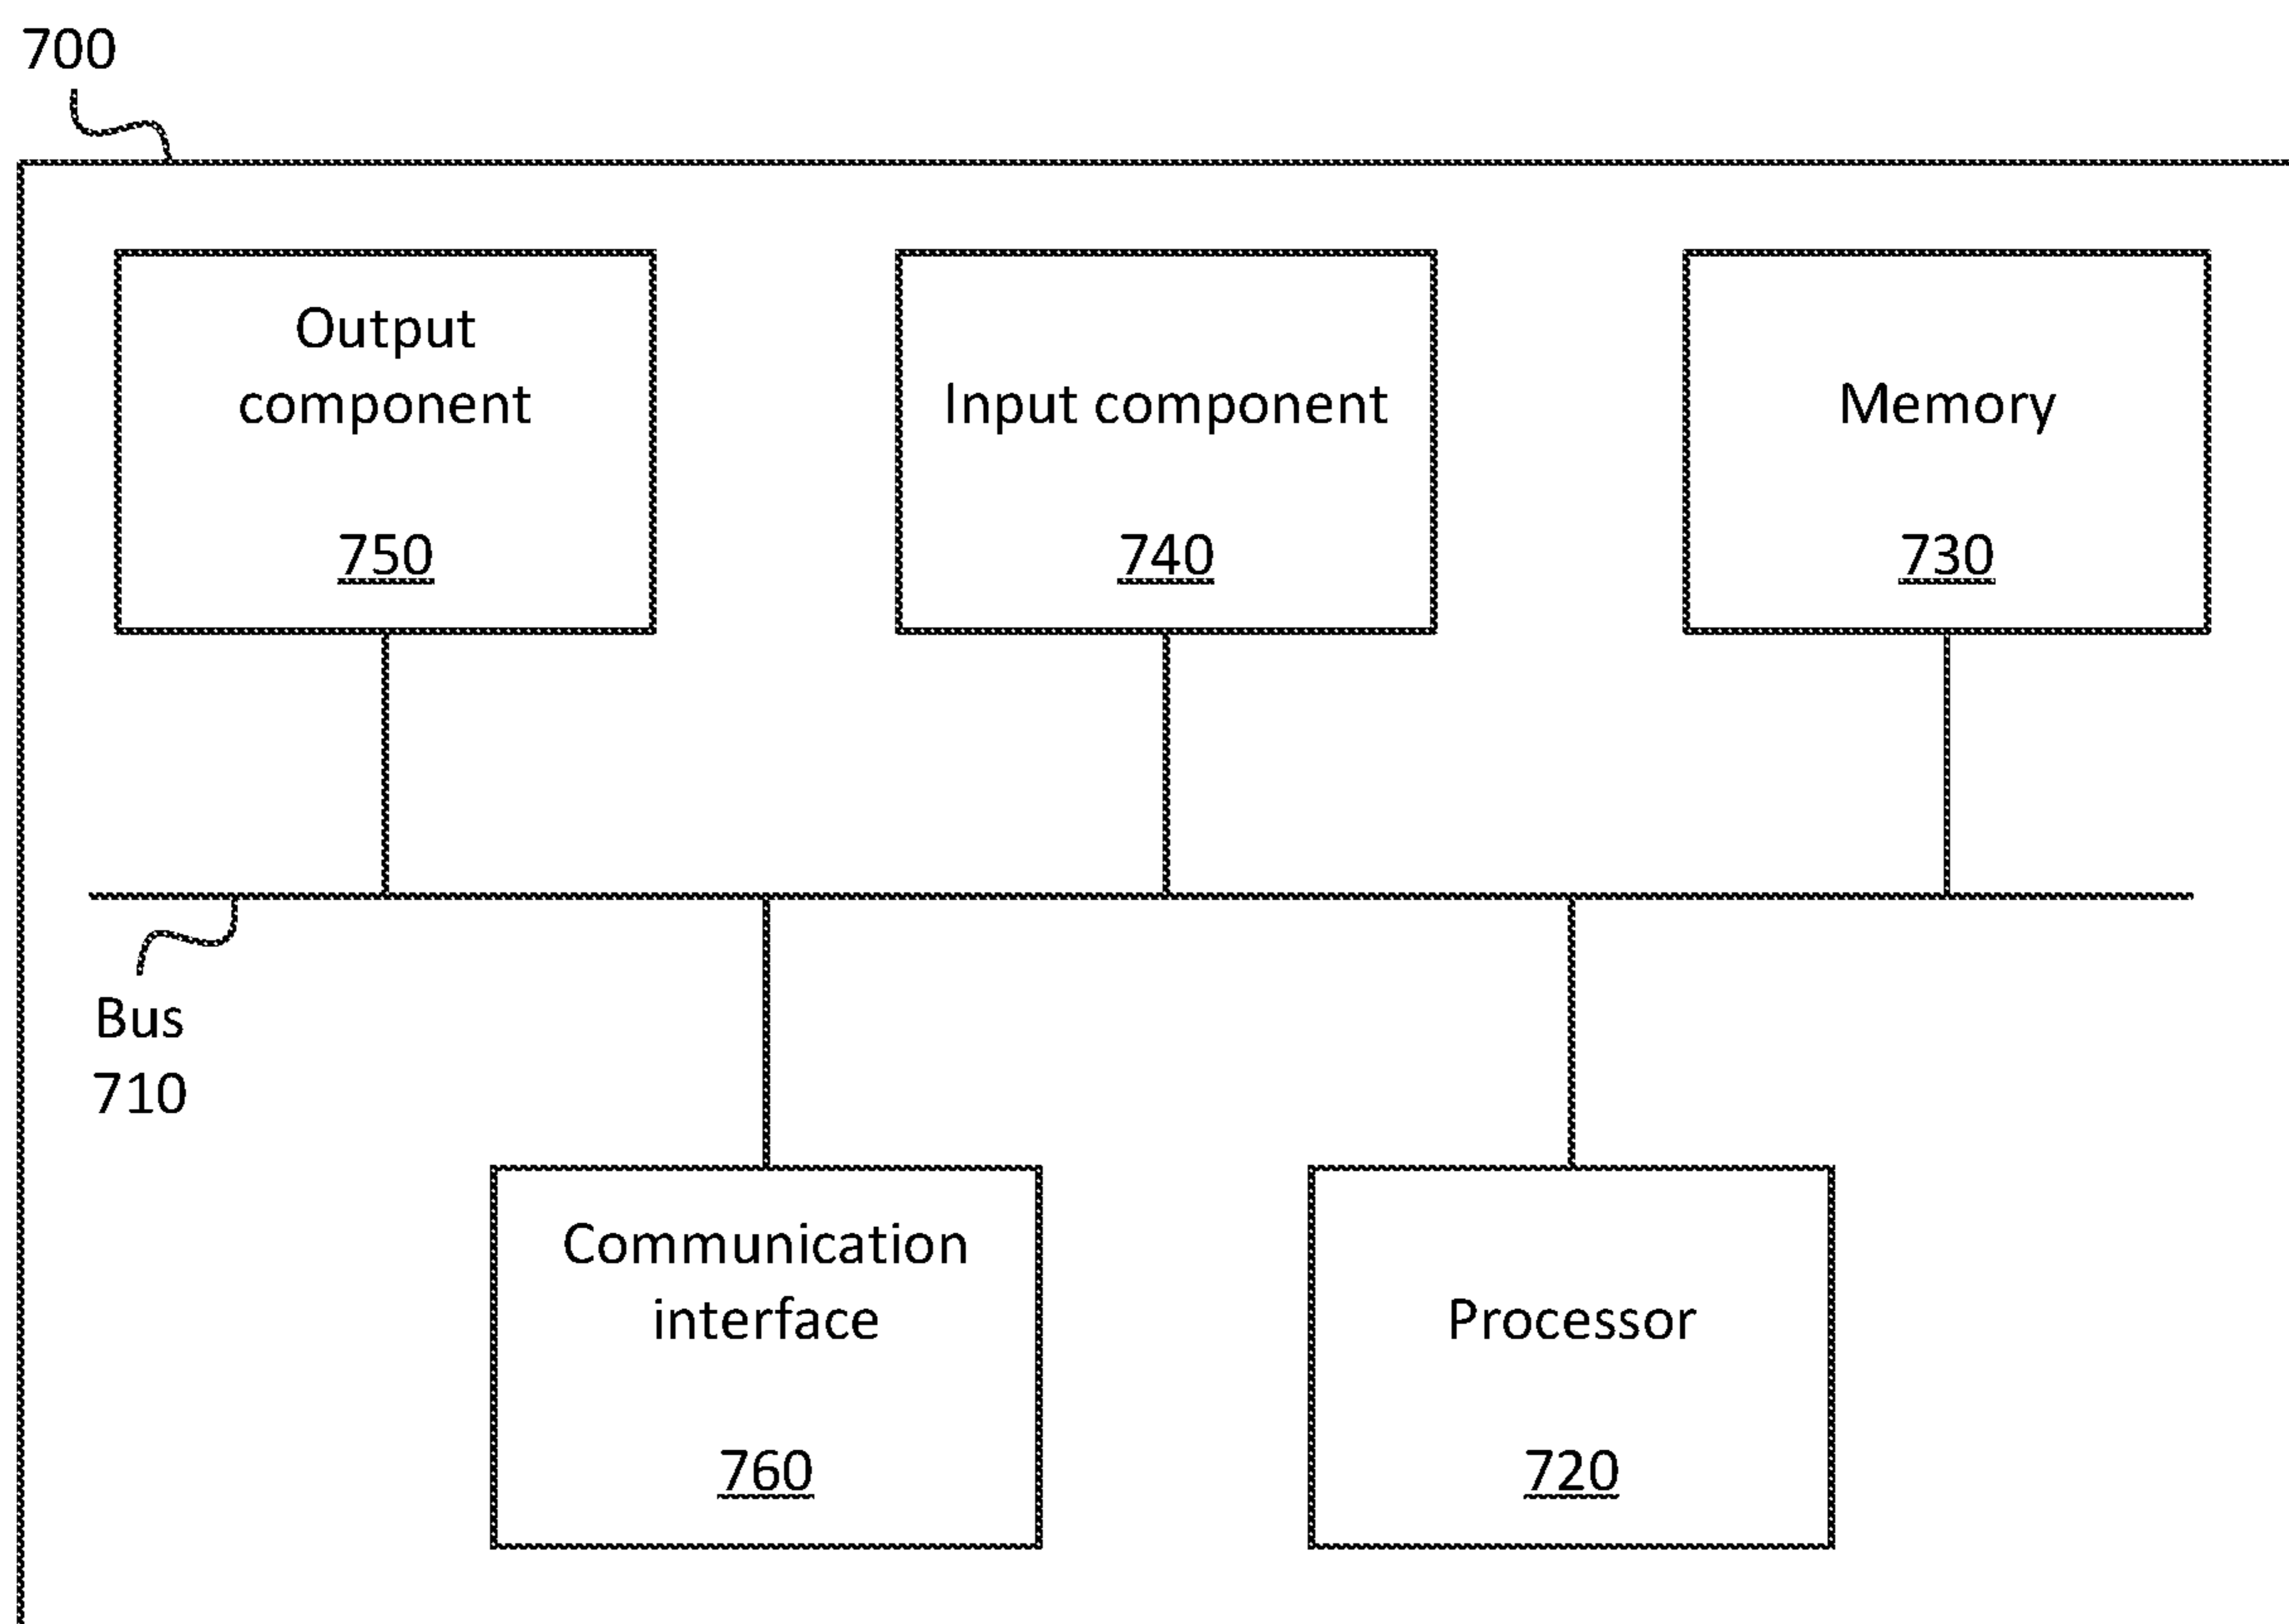 700
Output
component
750
Input component
740
Memory
730
Bus
710
Communication
interface
760
Processor
720